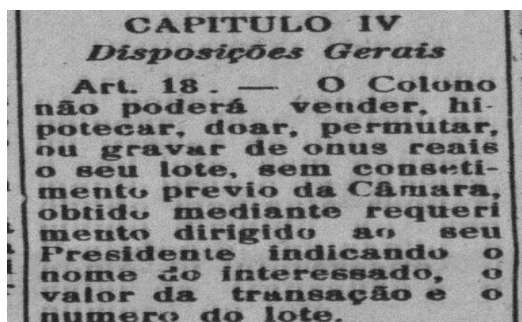 CAPITULO IV
Disposições Gerais
Art. 18. — O Colono
não poderá vender, hi-
potecar, doar, permutar,
ou gravar de onus reais
o seu lote, sem consęti-
mento previo da Câmara,
obtido mediante requeri
mento dirigido ao seu
Presidente indicando o
nome do interessado, o
valor da transação e o
numero do lote.